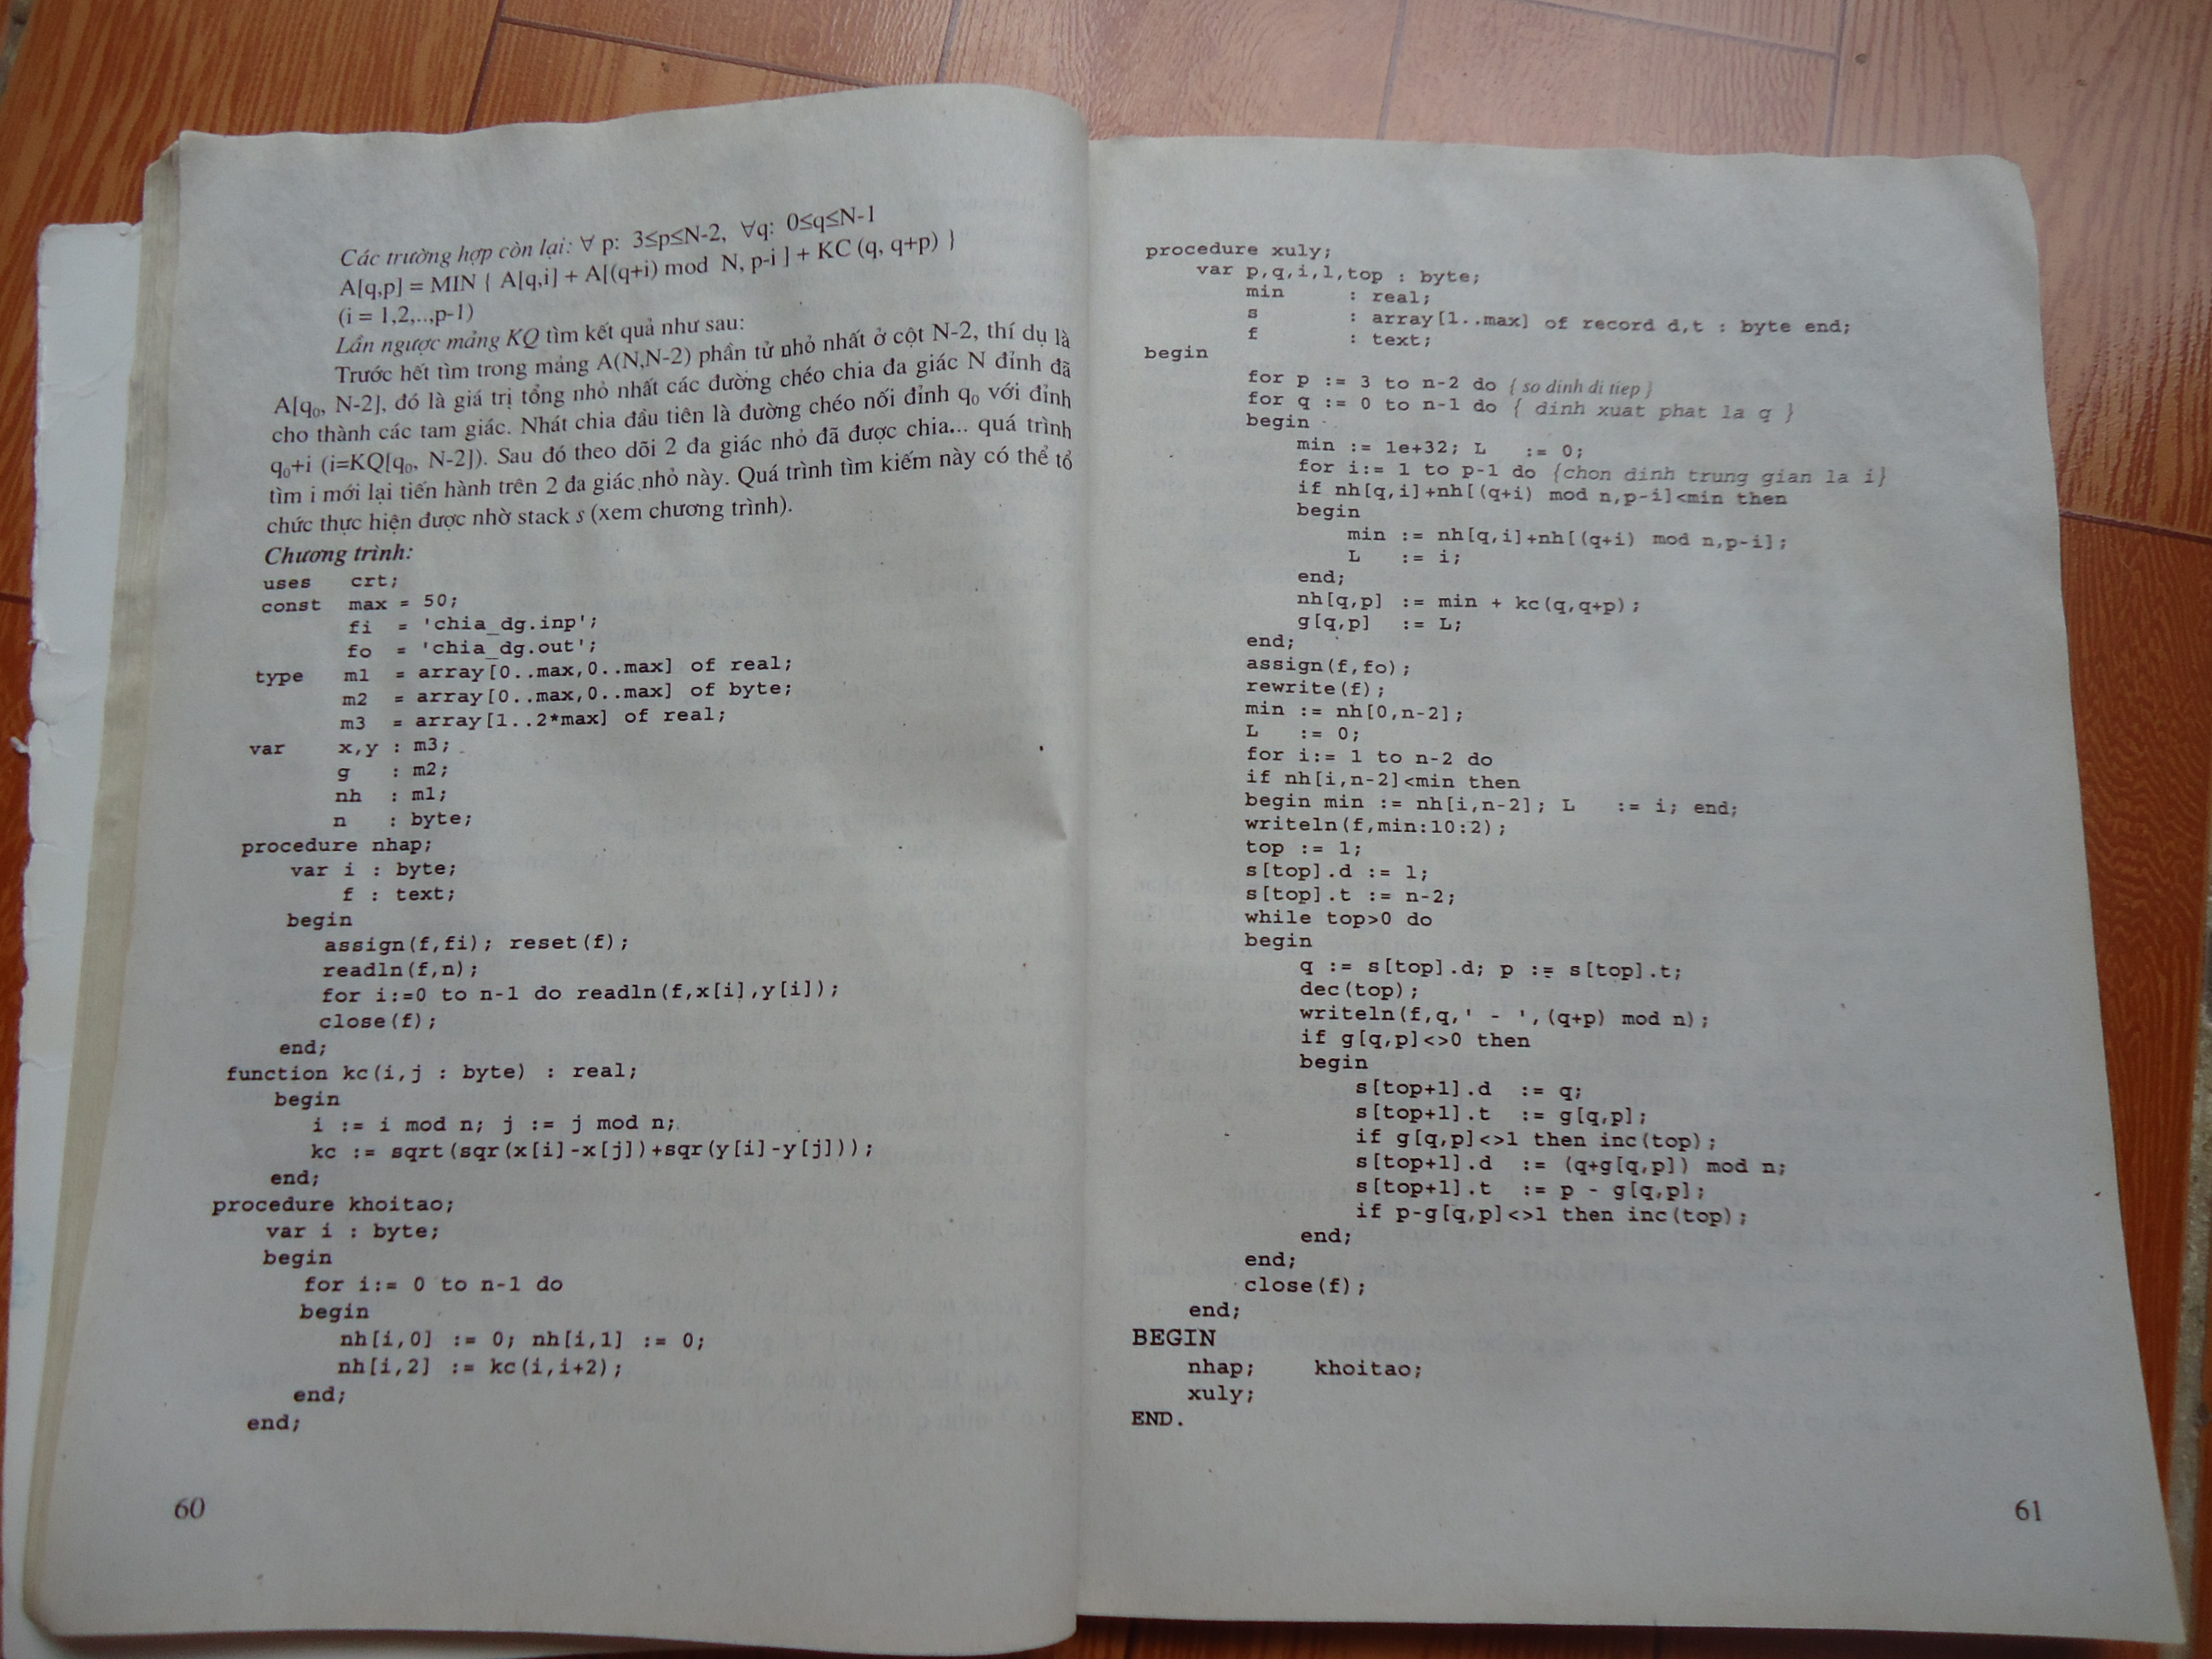 Các trường hợp còn lại: ∀ p: 3≤p≤N-2, ∀q: 0≤q≤N-1
A[q,p] = MIN { A[q,i] + A[(q+i) mod N, p-i ] + KC (q, q+p) }
(i = 1,2,..,p-1)
Lần ngược mảng KQ tìm kết quả như sau:
Trước hết tìm trong mảng A(N,N-2) phần tử nhỏ nhất ở cột N-2, thí dụ là
A[q₀, N-2], đó là giá trị tổng nhỏ nhất các đường chéo chia đa giác N đỉnh đã
cho thành các tam giác. Nhát chia đầu tiên là đường chéo nối đỉnh q₀ với đỉnh
q₀+i (i=KQ[q₀, N-2]). Sau đó theo dõi 2 đa giác nhỏ đã được chia... quá trình
tìm i mới lại tiến hành trên 2 đa giác nhỏ này. Quá trình tìm kiếm này có thể tổ
chức thực hiện được nhờ stack s (xem chương trình).
Chương trình:
uses crt;
const max = 50;
fi = 'chia_dg.inp';
fo = 'chia_dg.out';
type m1 = array[0..max,0..max] of real;
m2 = array[0..max,0..max] of byte;
m3 = array[1..2*max] of real;
var x,y : m3;
g : m2;
nh : m1;
n : byte;
procedure nhap;
var i : byte;
f : text;
begin
assign(f,fi); reset(f);
readln(f,n);
for i:=0 to n-1 do readln(f,x[i],y[i]);
close(f);
end;
function kc(i,j : byte) : real;
begin
i := i mod n; j := j mod n;
kc := sqrt(sqr(x[i]-x[j])+sqr(y[i]-y[j]));
end;
procedure khoitao;
var i : byte;
begin
for i:= 0 to n-1 do
begin
nh[i,0] := 0; nh[i,1] := 0;
nh[i,2] := kc(i,i+2);
end;
end;
60
procedure xuly;
var p,q,i,l,top : byte;
min : real;
s : array[1..max] of record d,t : byte end;
f : text;
begin
for p := 3 to n-2 do { so dinh di tiep }
for q := 0 to n-1 do { dinh xuat phat la q }
begin
min := 1e+32; L := 0;
for i:= 1 to p-1 do {chon dinh trung gian la i}
if nh[q,i]+nh[(q+i) mod n,p-i]<min then
begin
min := nh[q,i]+nh[(q+i) mod n,p-i];
L := i;
end;
nh[q,p] := min + kc(q,q+p);
g[q,p] := L;
end;
assign(f,fo);
rewrite(f);
min := nh[0,n-2];
L := 0;
for i:= 1 to n-2 do
if nh[i,n-2]<min then
begin min := nh[i,n-2]; L := i; end;
writeln(f,min:10:2);
top := 1;
s[top].d := l;
s[top].t := n-2;
while top>0 do
begin
q := s[top].d; p := s[top].t;
dec(top);
writeln(f,q,' - ',(q+p) mod n);
if g[q,p]<>0 then
begin
s[top+1].d := q;
s[top+1].t := g[q,p];
if g[q,p]<>1 then inc(top);
s[top+1].d := (q+g[q,p]) mod n;
s[top+1].t := p - g[q,p];
if p-g[q,p]<>1 then inc(top);
end;
end;
close(f);
end;
BEGIN
nhap; khoitao;
xuly;
END.
61